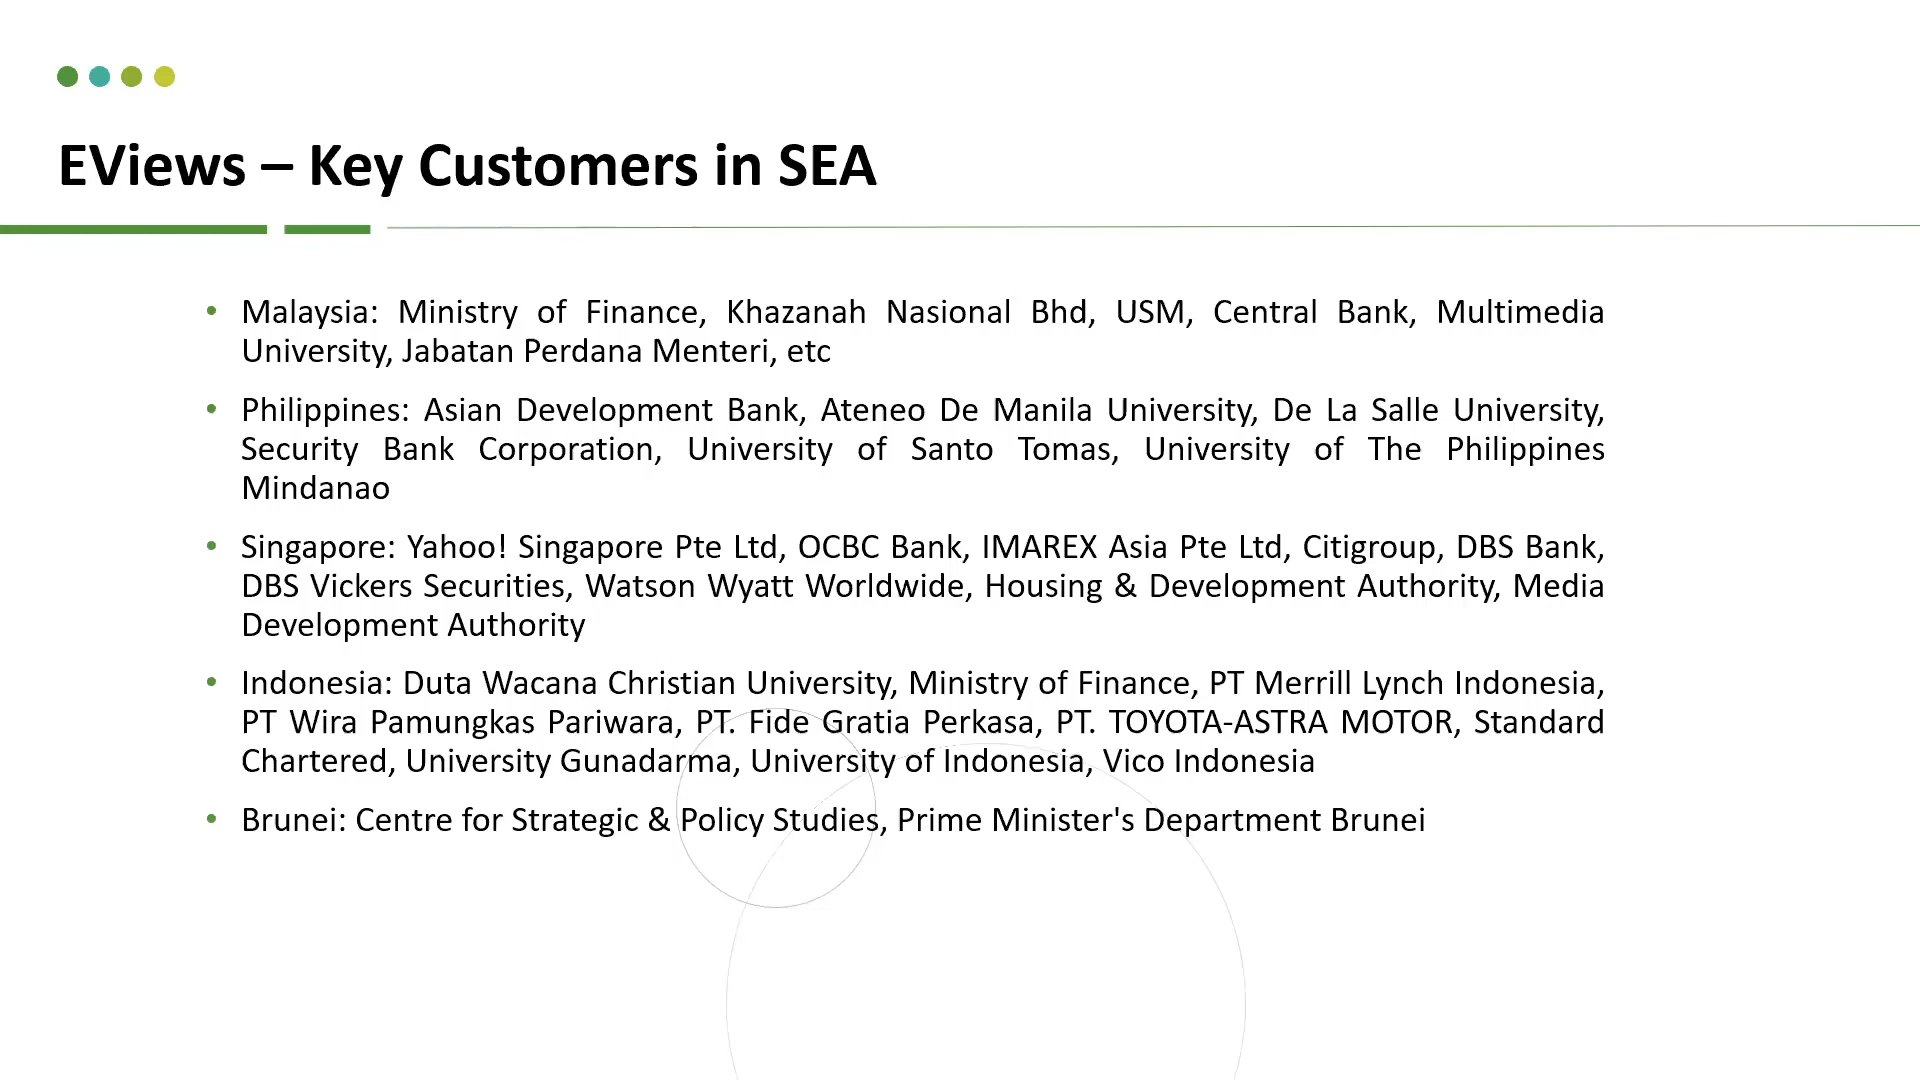 EViews – Key Customers in SEA
• Malaysia: Ministry of Finance, Khazanah Nasional Bhd, USM, Central Bank, Multimedia
University, Jabatan Perdana Menteri, etc
• Philippines: Asian Development Bank, Ateneo De Manila University, De La Salle University,
Security Bank Corporation, University of Santo Tomas, University of The Philippines
Mindanao
• Singapore: Yahoo! Singapore Pte Ltd, OCBC Bank, IMAREX Asia Pte Ltd, Citigroup, DBS Bank,
DBS Vickers Securities, Watson Wyatt Worldwide, Housing & Development Authority, Media
Development Authority
• Indonesia: Duta Wacana Christian University, Ministry of Finance, PT Merrill Lynch Indonesia,
PT Wira Pamungkas Pariwara, PT. Fide Gratia Perkasa, PT. TOYOTA-ASTRA MOTOR, Standard
Chartered, University Gunadarma, University of Indonesia, Vico Indonesia
• Brunei: Centre for Strategic & Policy Studies, Prime Minister's Department Brunei